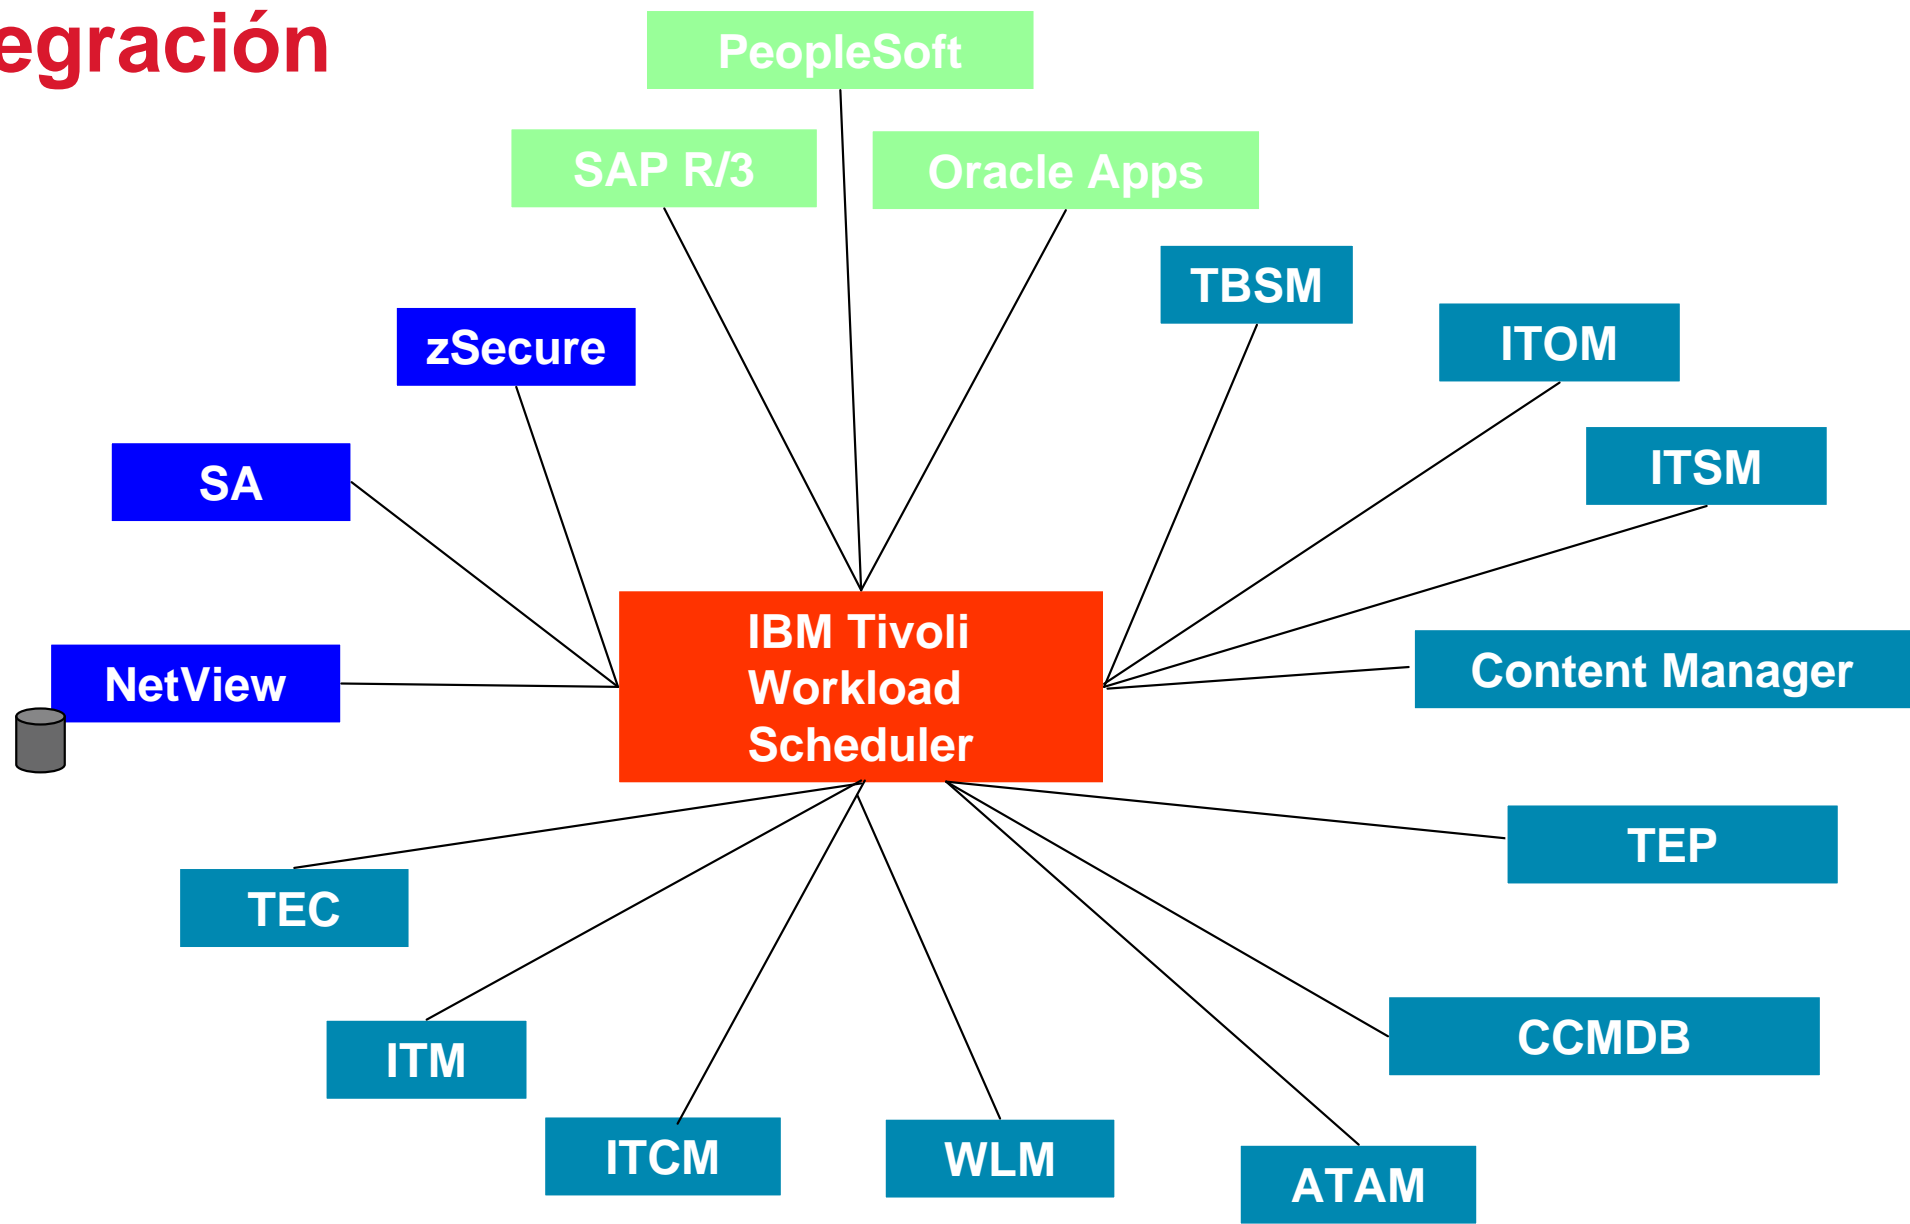 egración
PeopleSoft
SAP R/3
Oracle Apps
TBSM
zSecure
ITOM
SA
ITSM
IBM Tivoli
Workload
Scheduler
NetView
Content Manager
TEC
TEP
ITM
CCMDB
ITCM
WLM
ATAM